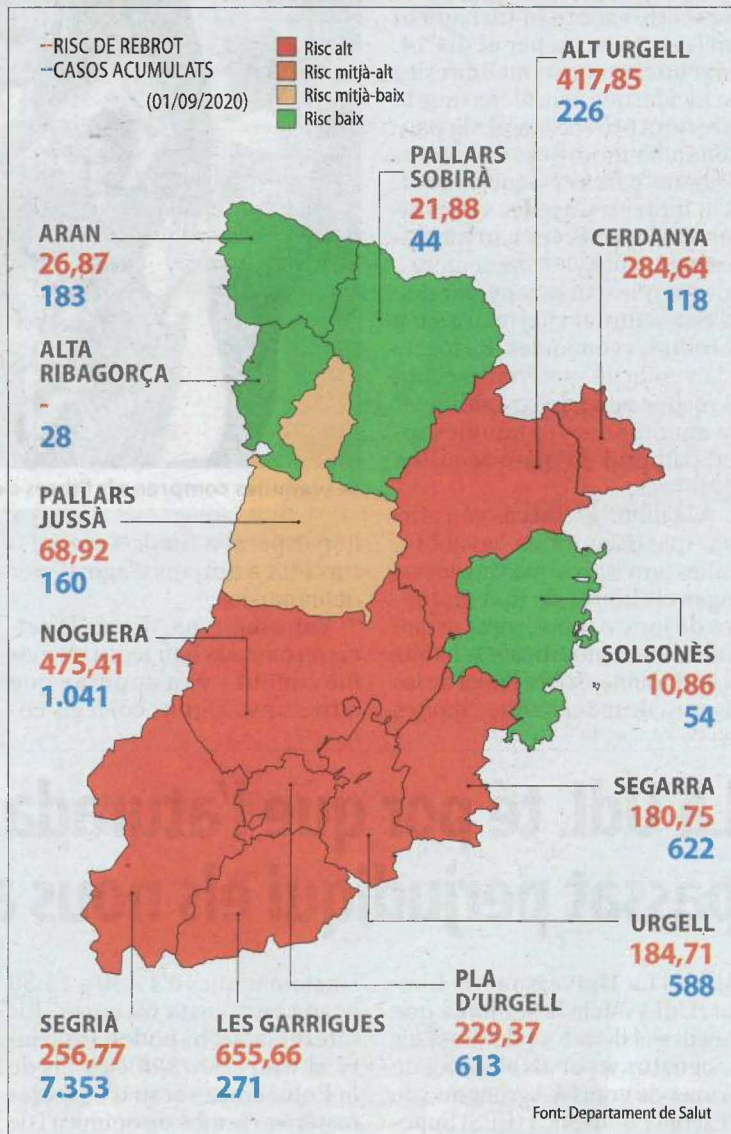 -RISC DE REBROT
-CASOS ACUMULATS
(01/09/2020)
Risc alt
Risc mitjà-alt
Risc mitjà-baix
Risc baix
ALT URGELL
417,85
226
PALLARS
SOBIRÀ
21,88
44
ARAN
26,87
183
CERDANYA
284,64
118
ALTA
RIBAGORÇA
-
28
PALLARS
JUSSÀ
68,92
160
NOGUERA
475,41
1.041
SOLSONÈS
10,86
54
SEGARRA
180,75
622
URGELL
184,71
588
PLA
D'URGELL
229,37
613
SEGRIÀ
256,77
7.353
LES GARRIGUES
655,66
271
Font: Departament de Salut